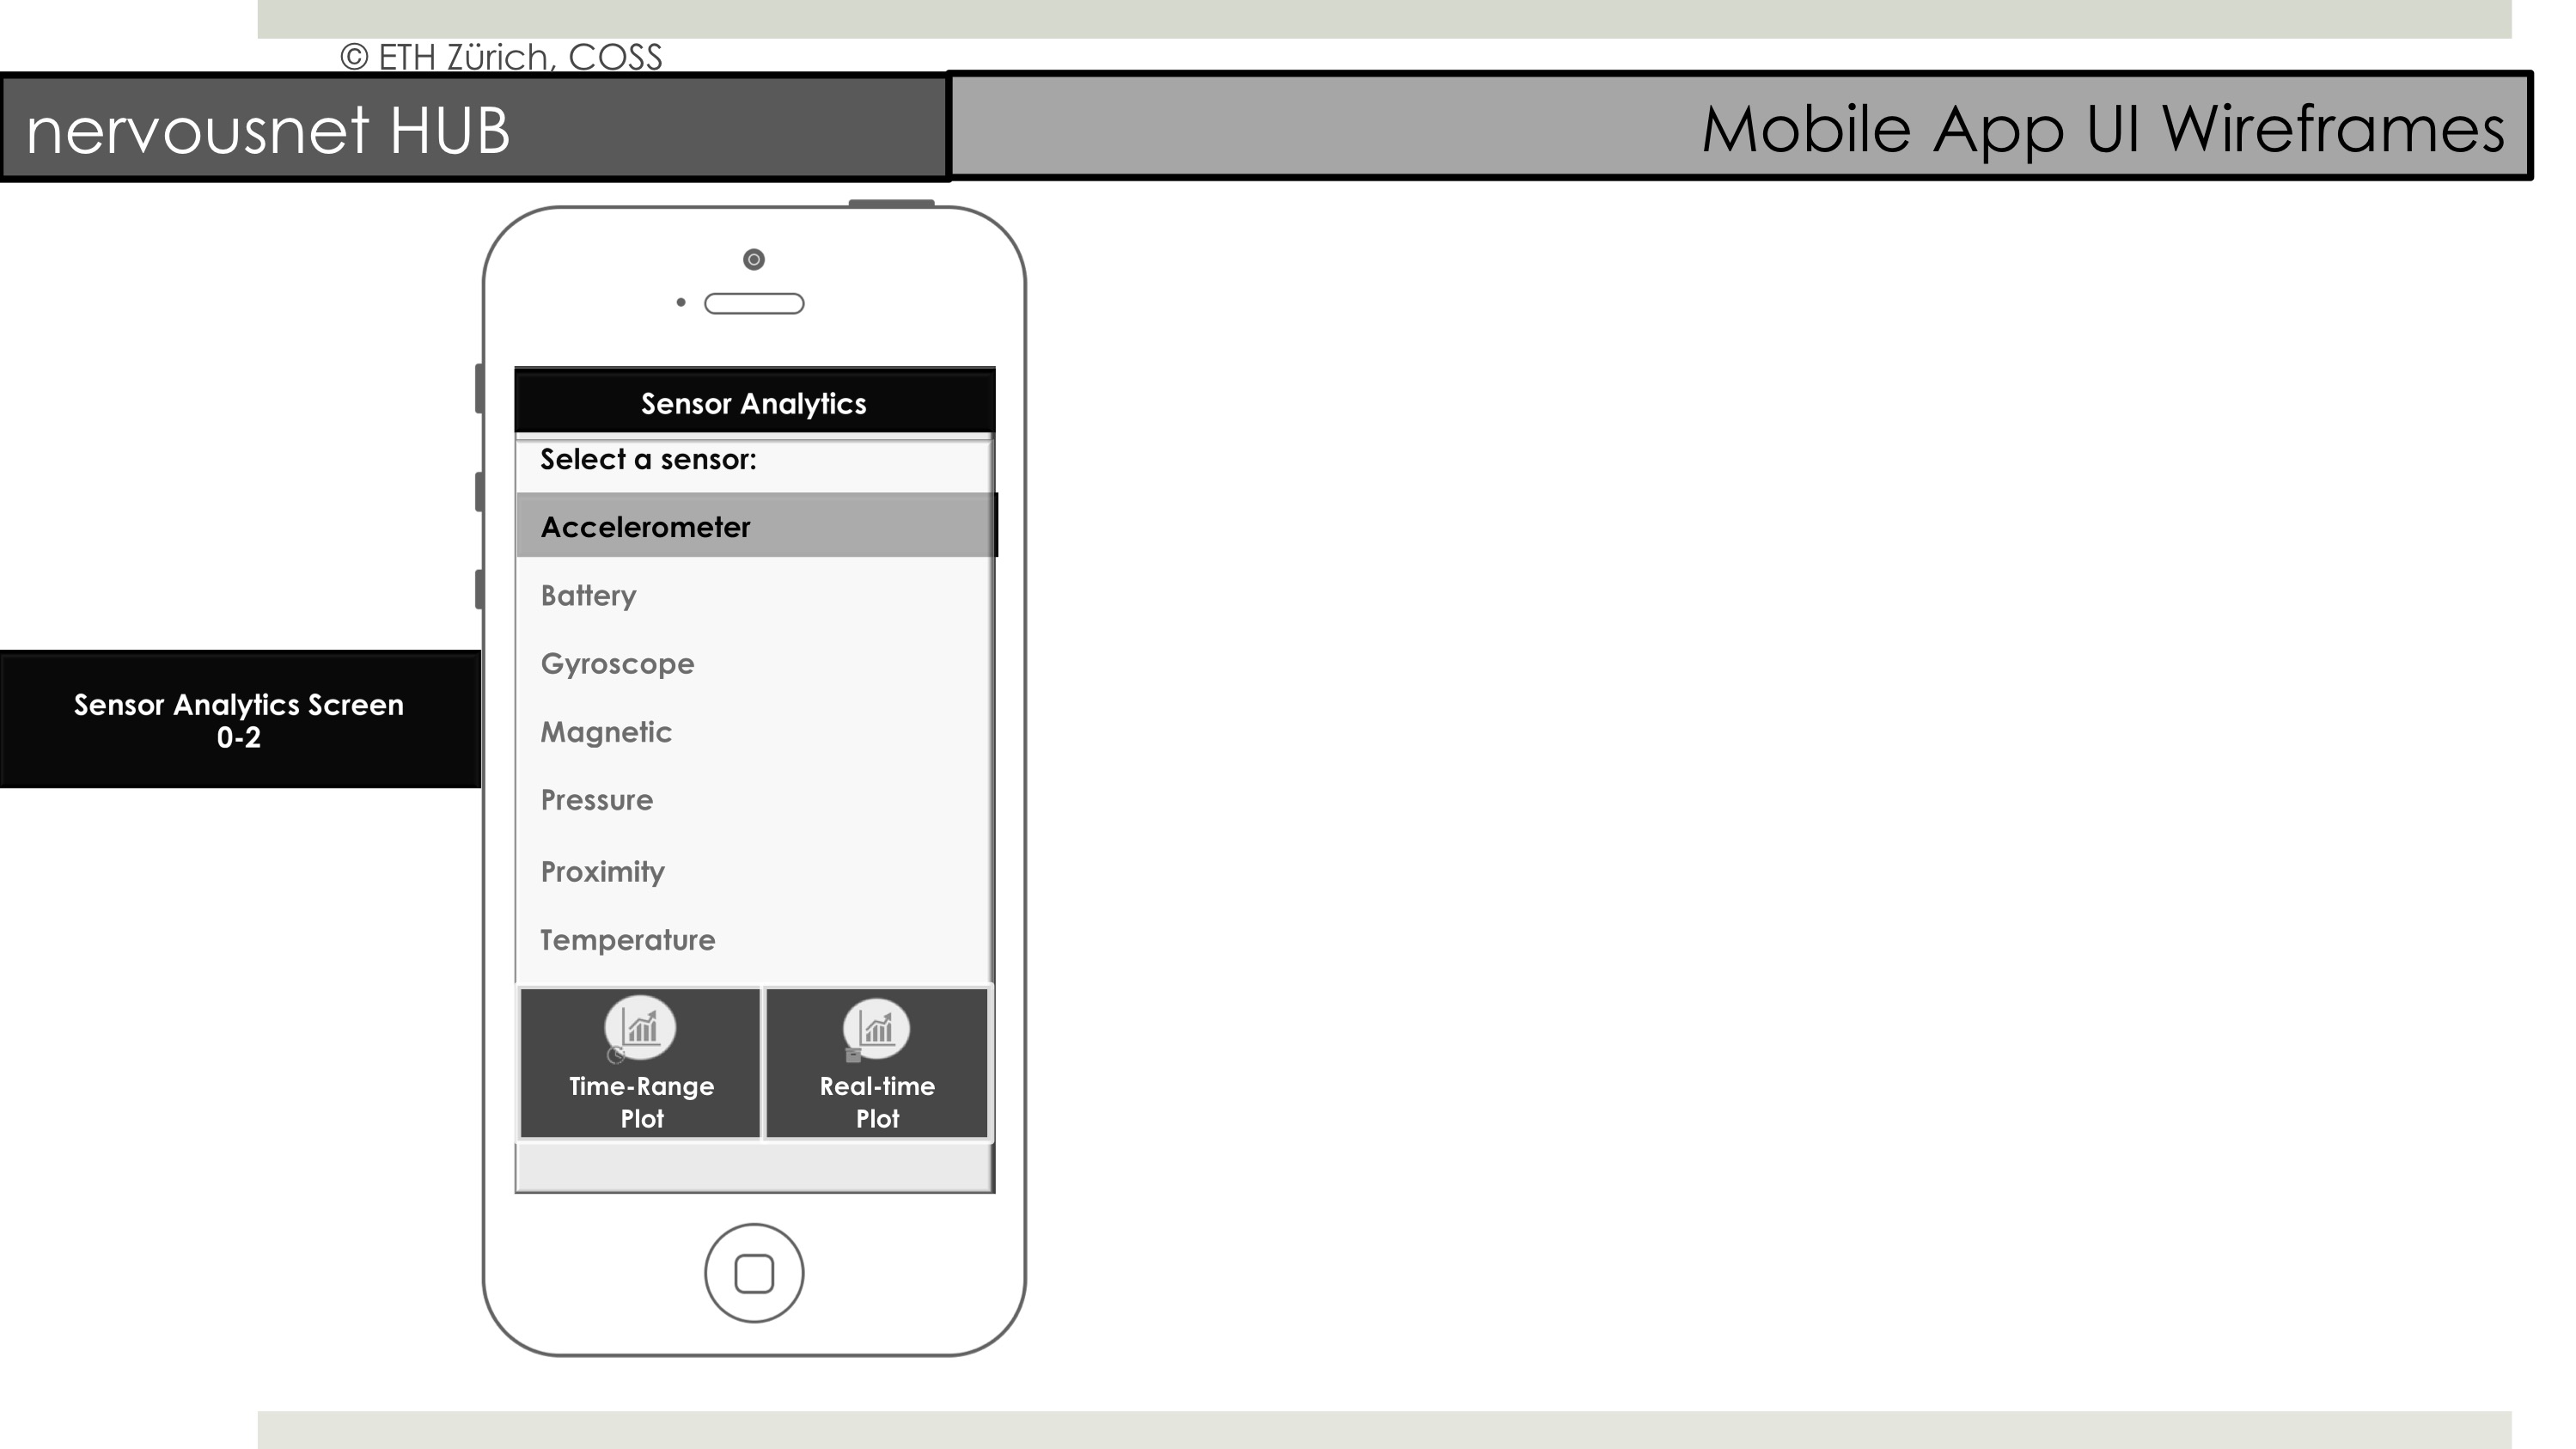 © ETH Zürich, COSS
nervousnet HUB
Mobile App UI Wireframes
Sensor Analytics
Select a sensor:
Accelerometer
Battery
Gyroscope
Magnetic
Pressure
Proximity
Temperature
Time-Range
Plot
Real-time
Plot
Sensor Analytics Screen
0-2